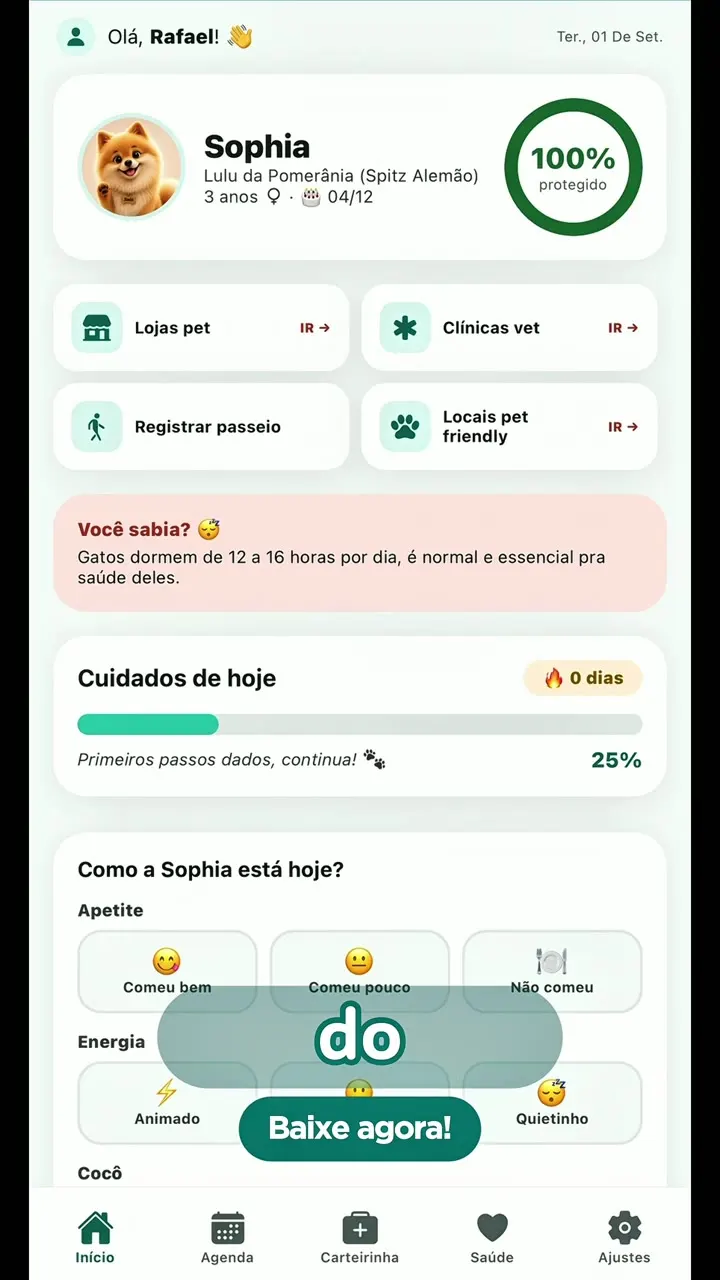 Olá, Rafael! 👋
Ter., 01 De Set.
Sophia
Lulu da Pomerânia (Spitz Alemão)
3 anos ♀ · 🎂 04/12
100%
protegido
Lojas pet
IR →
Clínicas vet
IR →
Registrar passeio
Locais pet
friendly
IR →
Você sabia? 😴
Gatos dormem de 12 a 16 horas por dia, é normal e essencial pra
saúde deles.
Cuidados de hoje
🔥 0 dias
Primeiros passos dados, continua! 🐾
25%
Como a Sophia está hoje?
Apetite
Comeu bem
Comeu pouco
Não comeu
do
Energia
Animado
Quietinho
Baixe agora!
Cocô
Início
Agenda
Carteirinha
Saúde
Ajustes